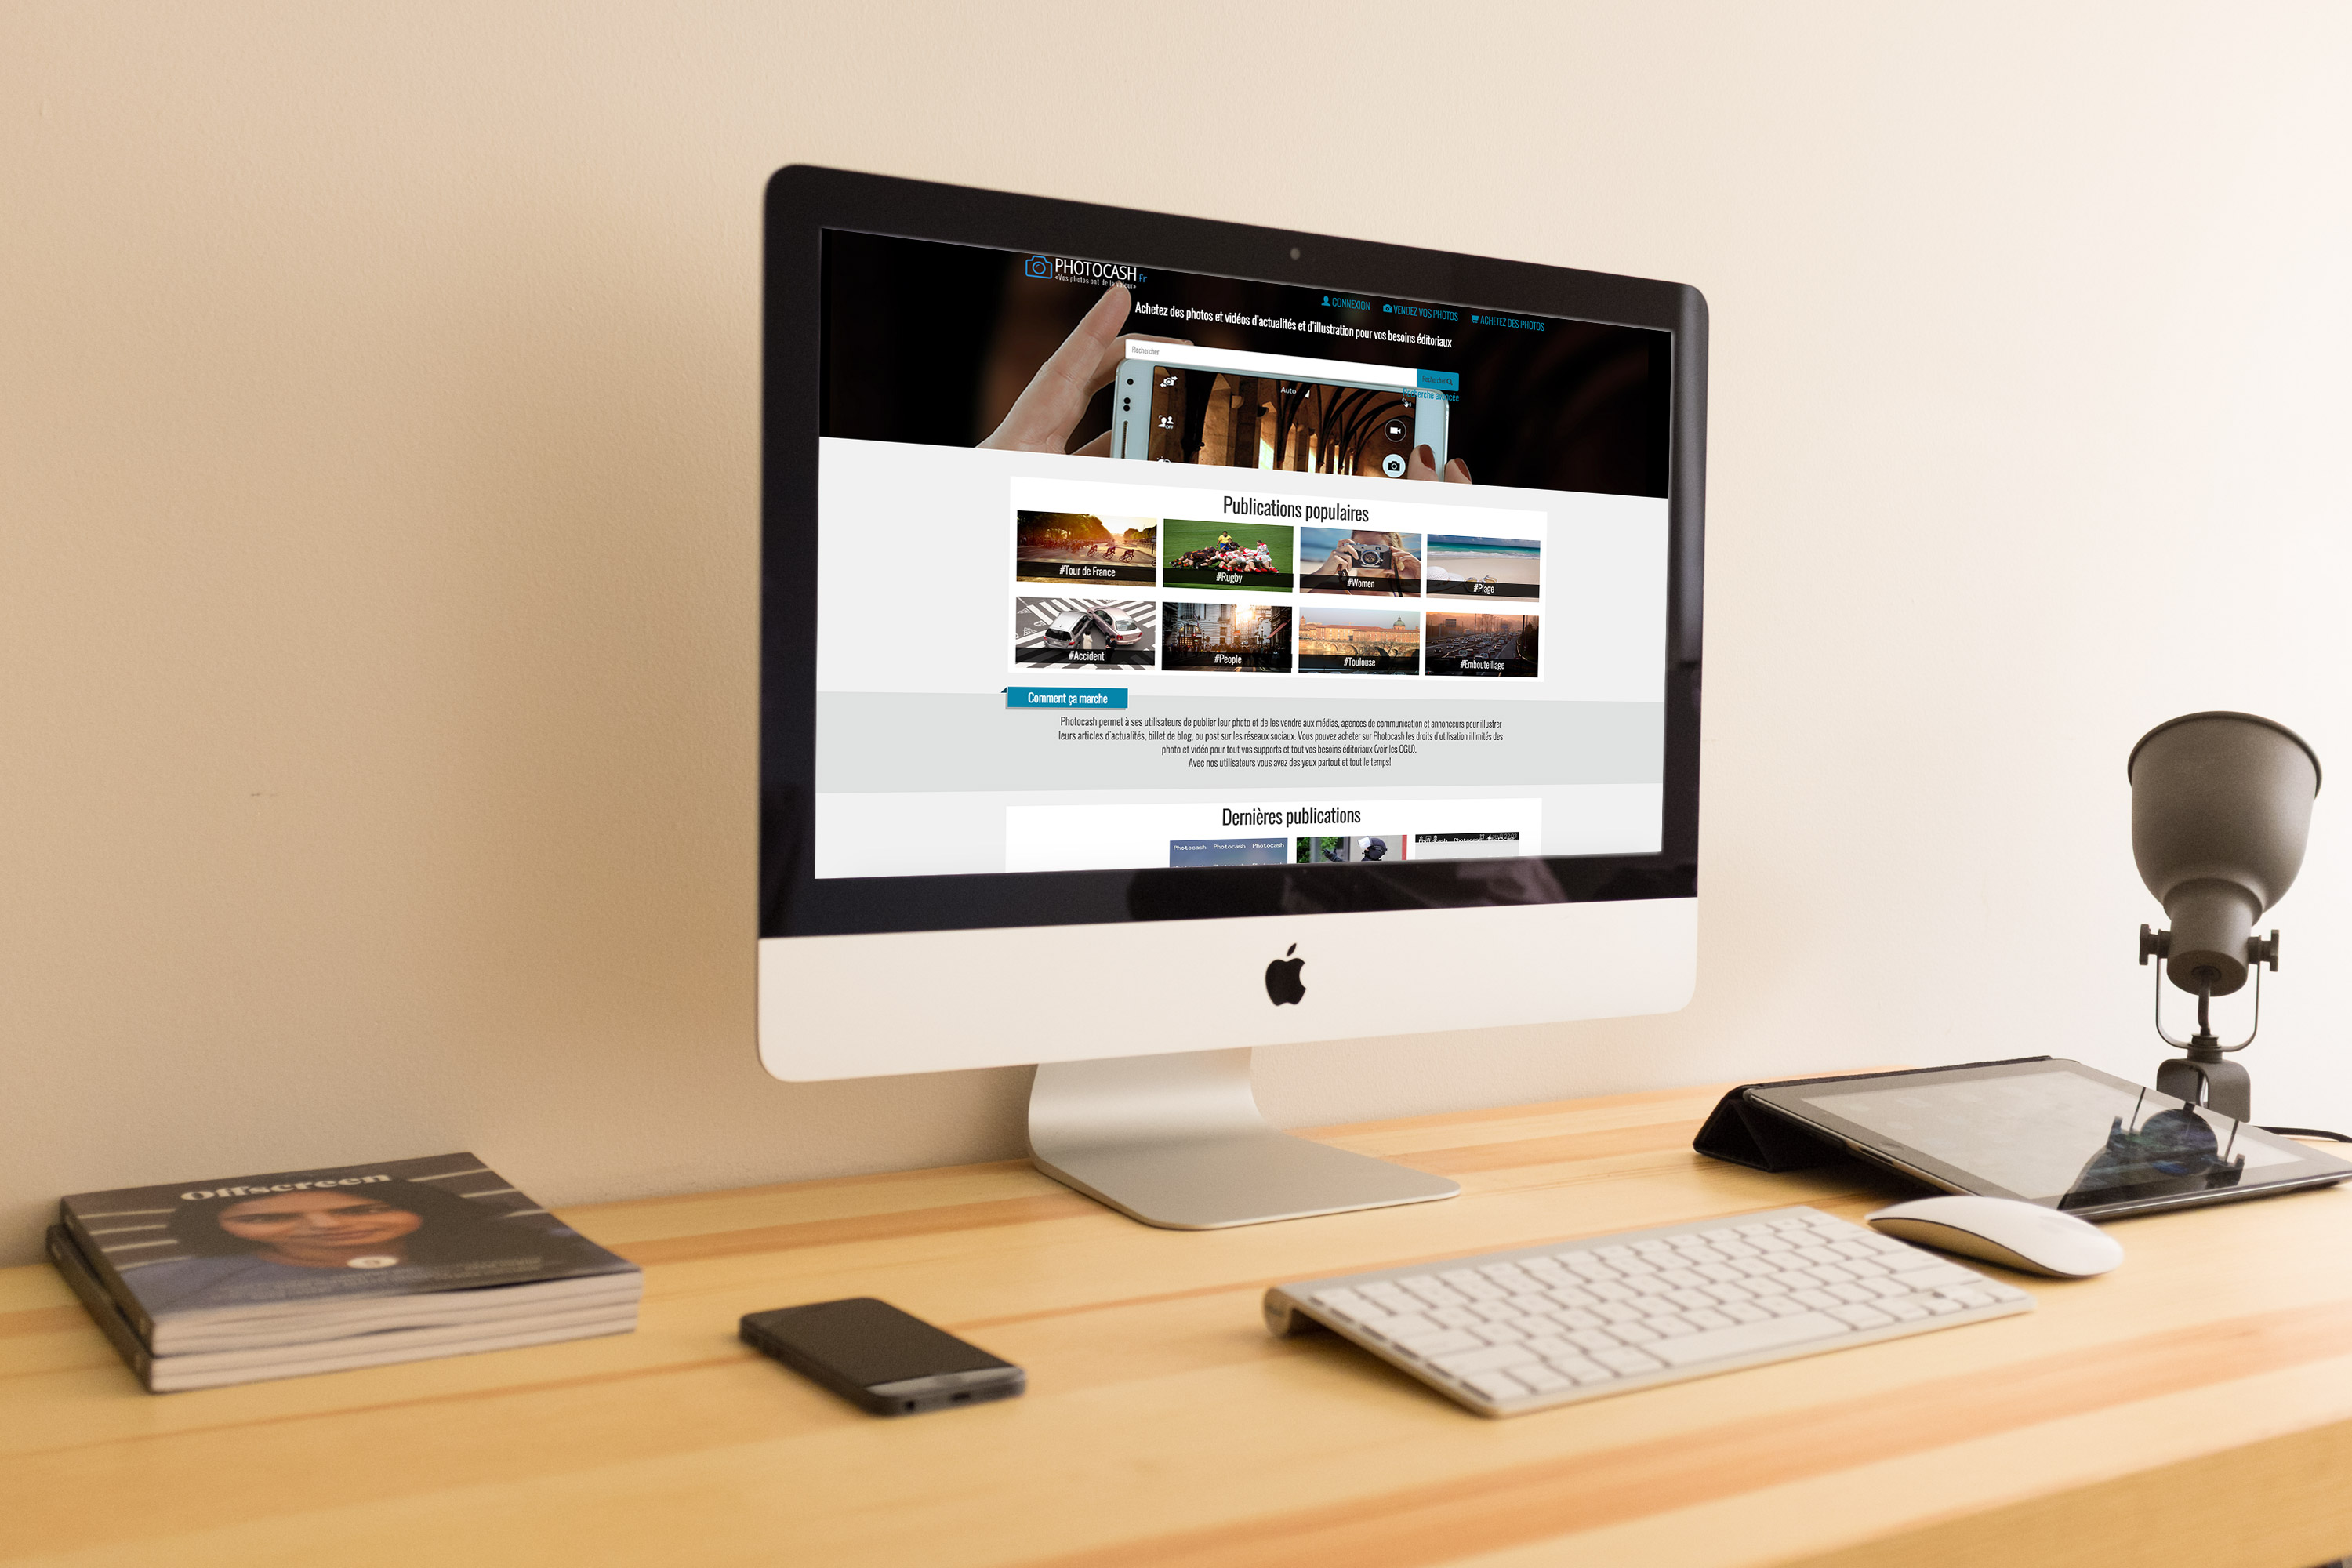 PHOTOCASH.fr
«Vos photos ont de la valeur»
CONNEXION VENDEZ VOS PHOTOS ACHETEZ DES PHOTOS
Achetez des photos et vidéos d'actualités et d'illustration pour vos besoins éditoriaux
Rechercher
Rechercher
Recherche avancée
Auto
OFF
Publications populaires
#Tour de France
#Rugby
#Women
#Plage
#Accident
#People
#Toulouse
#Embouteillage
Comment ça marche
Photocash permet à ses utilisateurs de publier leur photo et de les vendre aux médias, agences de communication et annonceurs pour illustrer
leurs articles d'actualités, billet de blog, ou post sur les réseaux sociaux. Vous pouvez acheter sur Photocash les droits d'utilisation illimités des
photo et vidéo pour tout vos supports et tout vos besoins éditoriaux (voir les CGU).
Avec nos utilisateurs vous avez des yeux partout et tout le temps!
Dernières publications
Photocash Photocash Photocash
Offscreen